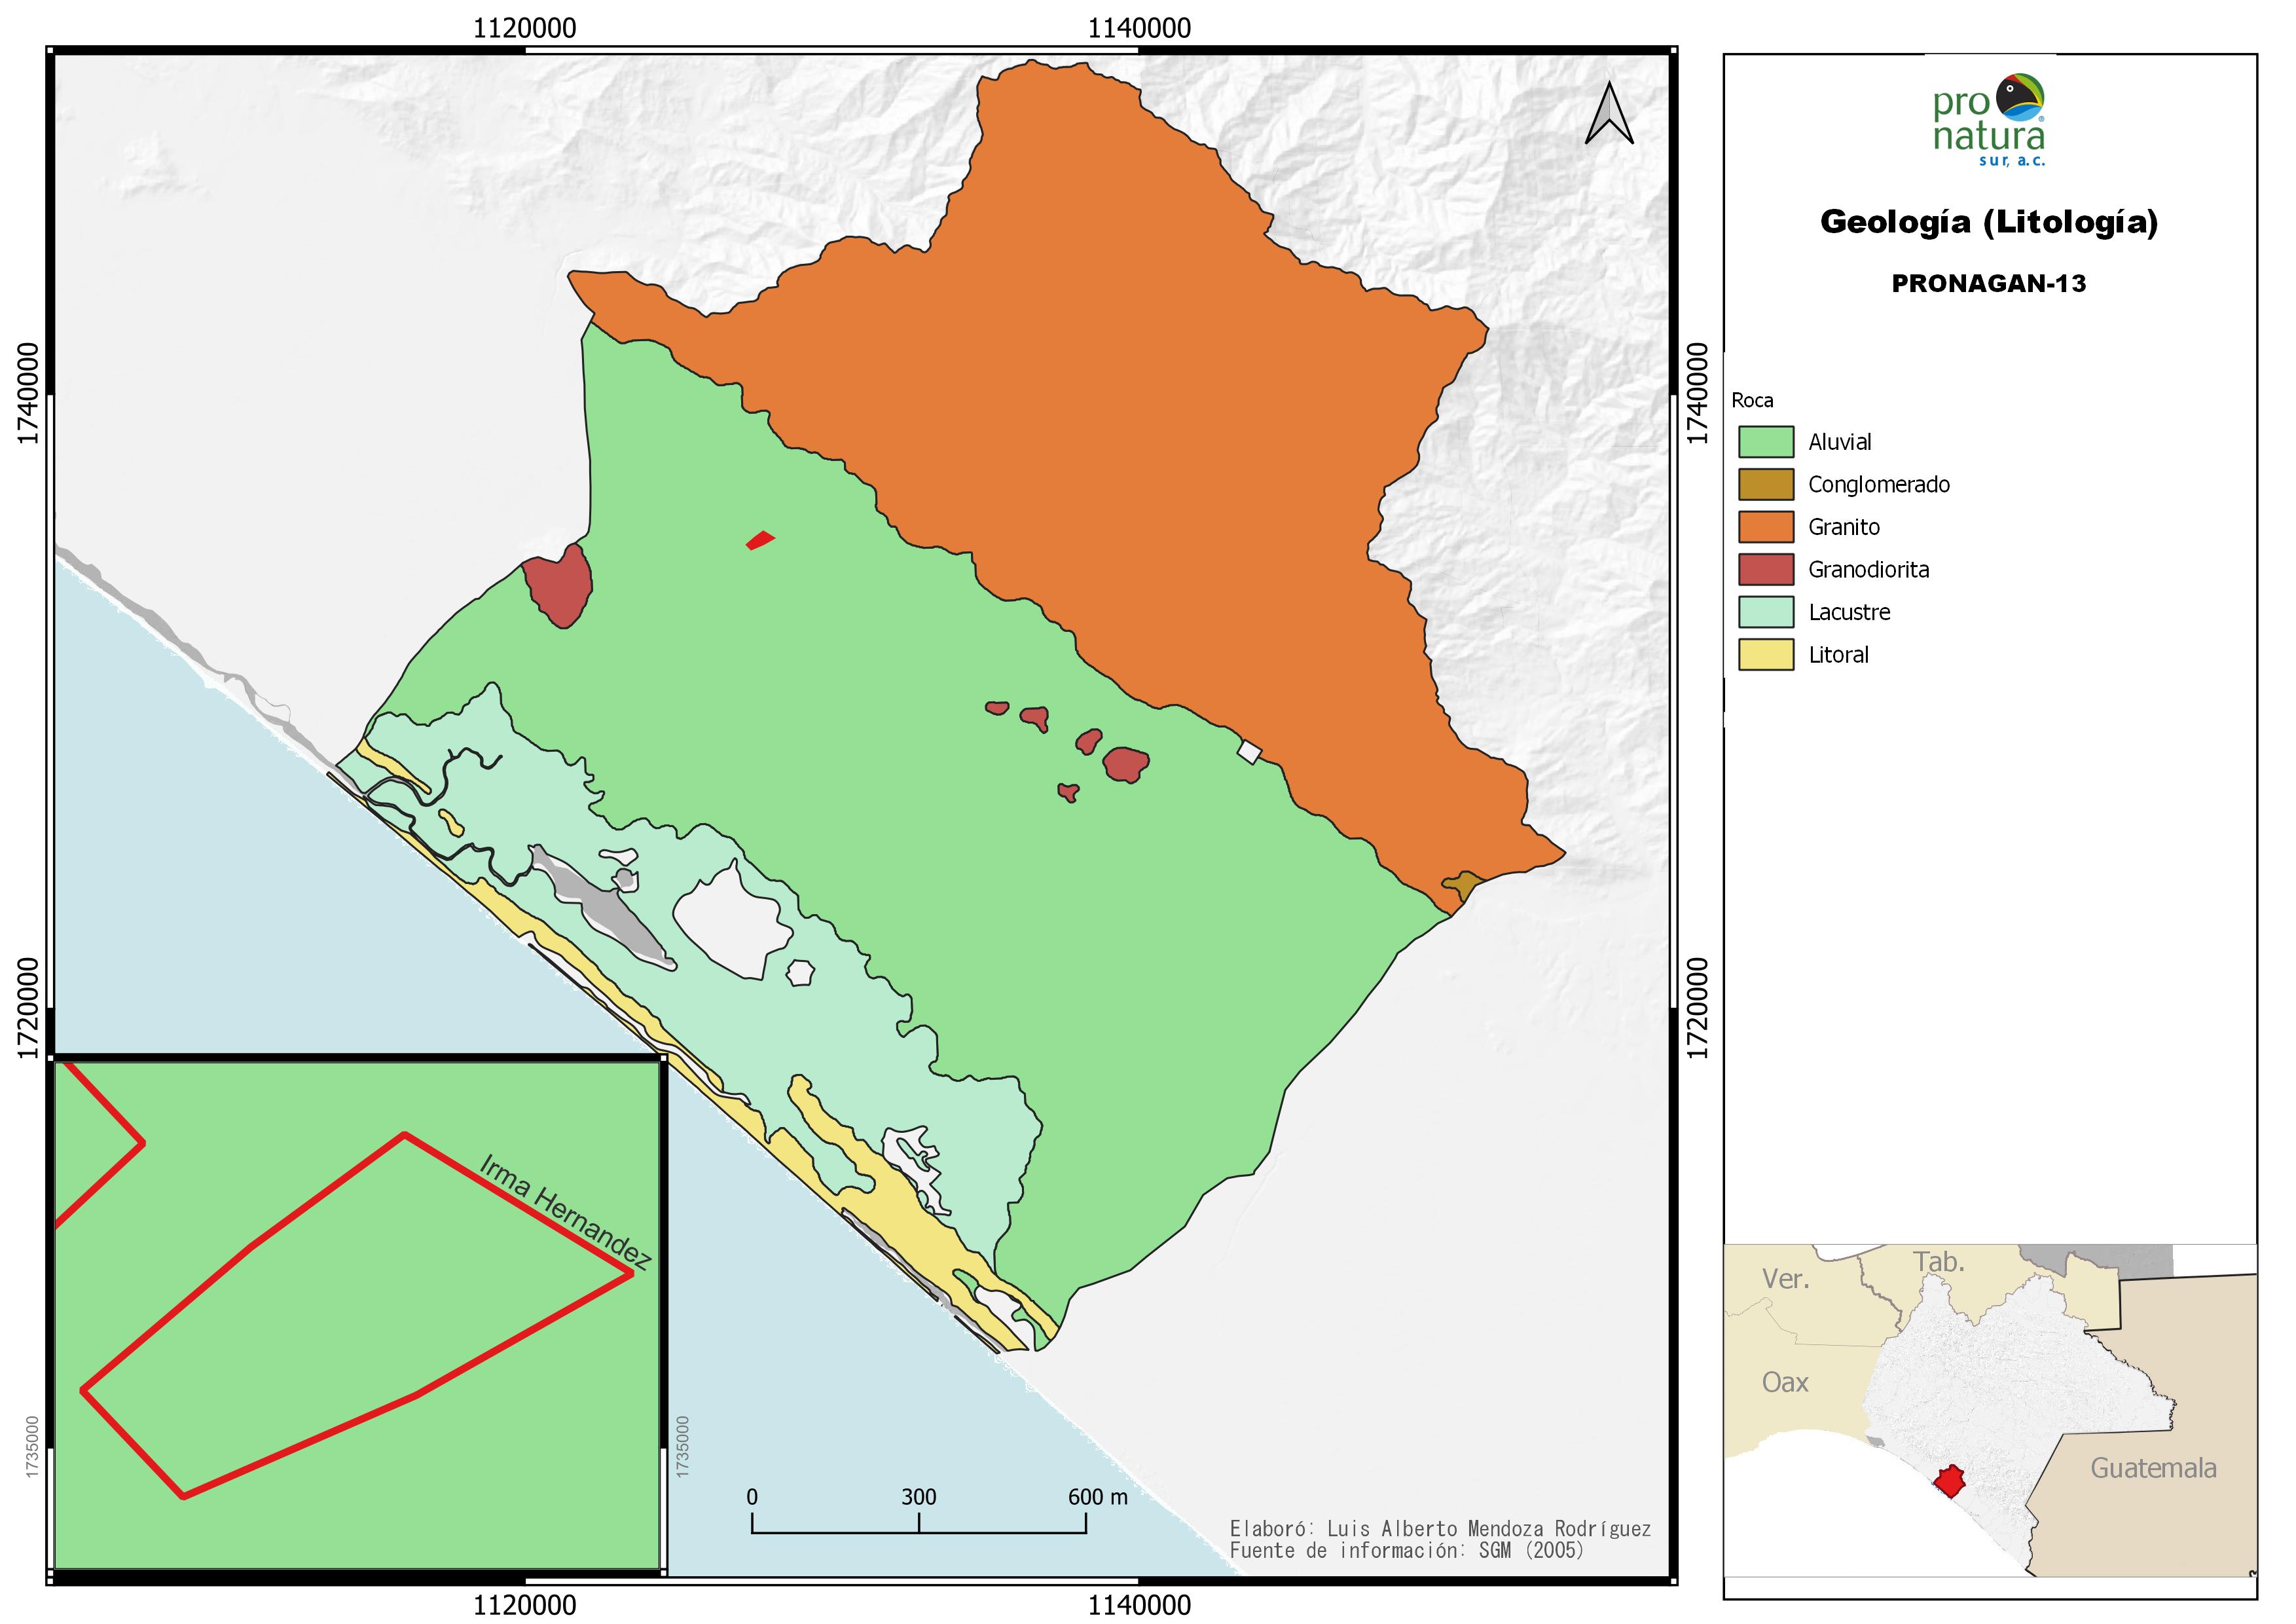 1120000
1140000
1740000
1740000
1720000
1720000
1120000
1140000
Irma Hernandez
1735000
1735000
0
300
600 m
Elaboró: Luis Alberto Mendoza Rodríguez
Fuente de información: SGM (2005)
pro
natura
sur, a.c.
Geología (Litología)
PRONAGAN-13
Roca
Aluvial
Conglomerado
Granito
Granodiorita
Lacustre
Litoral
Ver.
Tab.
Oax
Guatemala